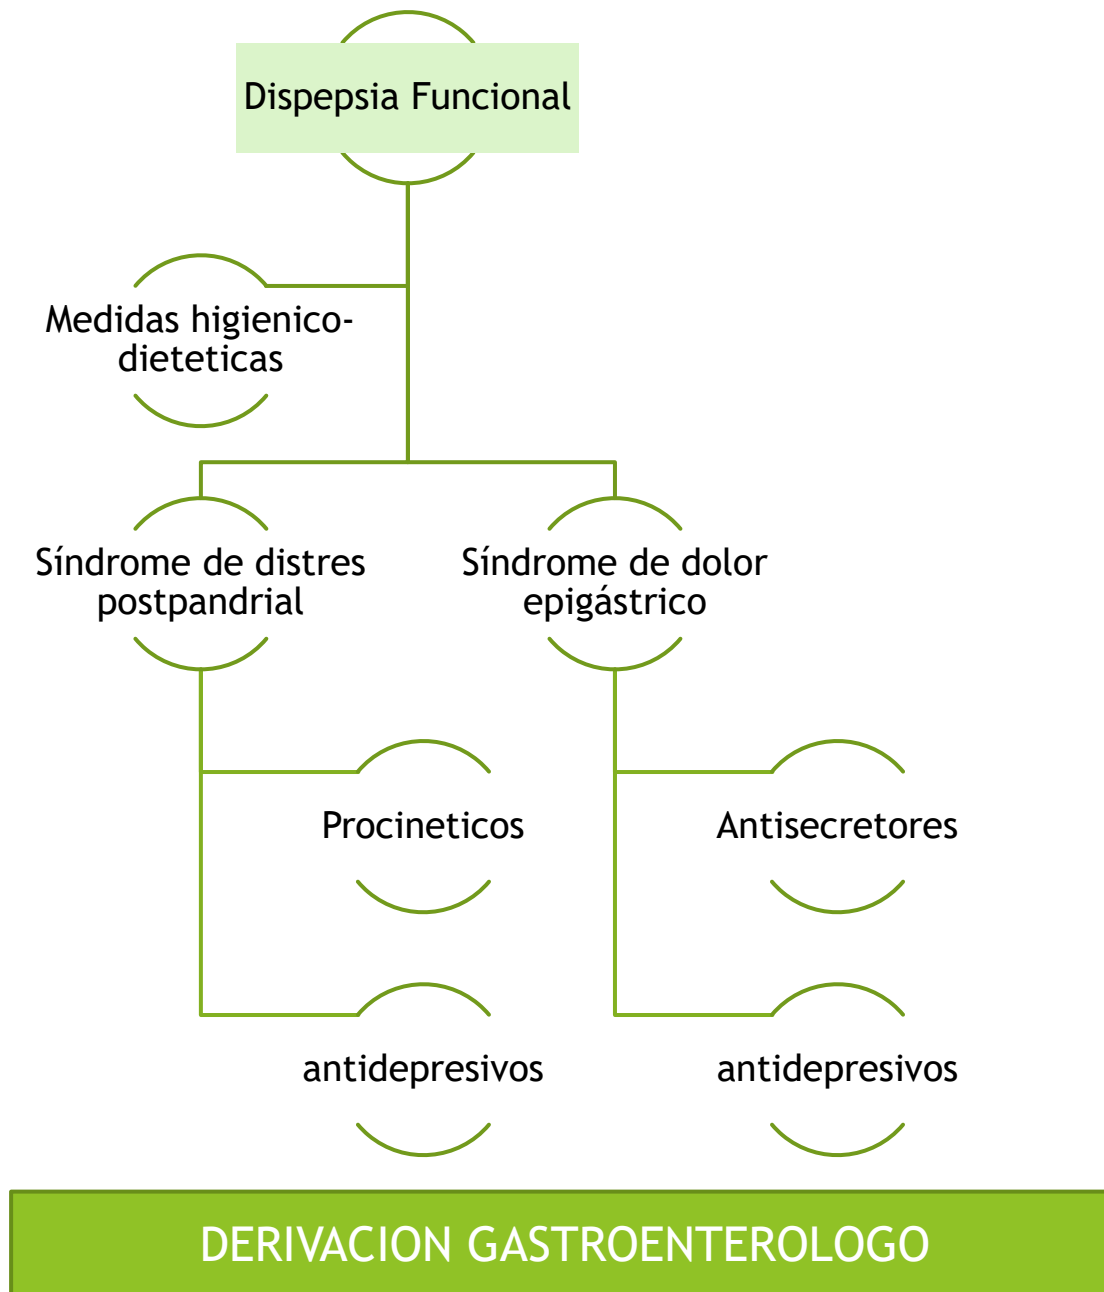 Dispepsia Funcional
Medidas higienico-
dieteticas
Síndrome de distres
postpandrial
Síndrome de dolor
epigástrico
Procineticos
Antisecretores
antidepresivos
antidepresivos
DERIVACION GASTROENTEROLOGO